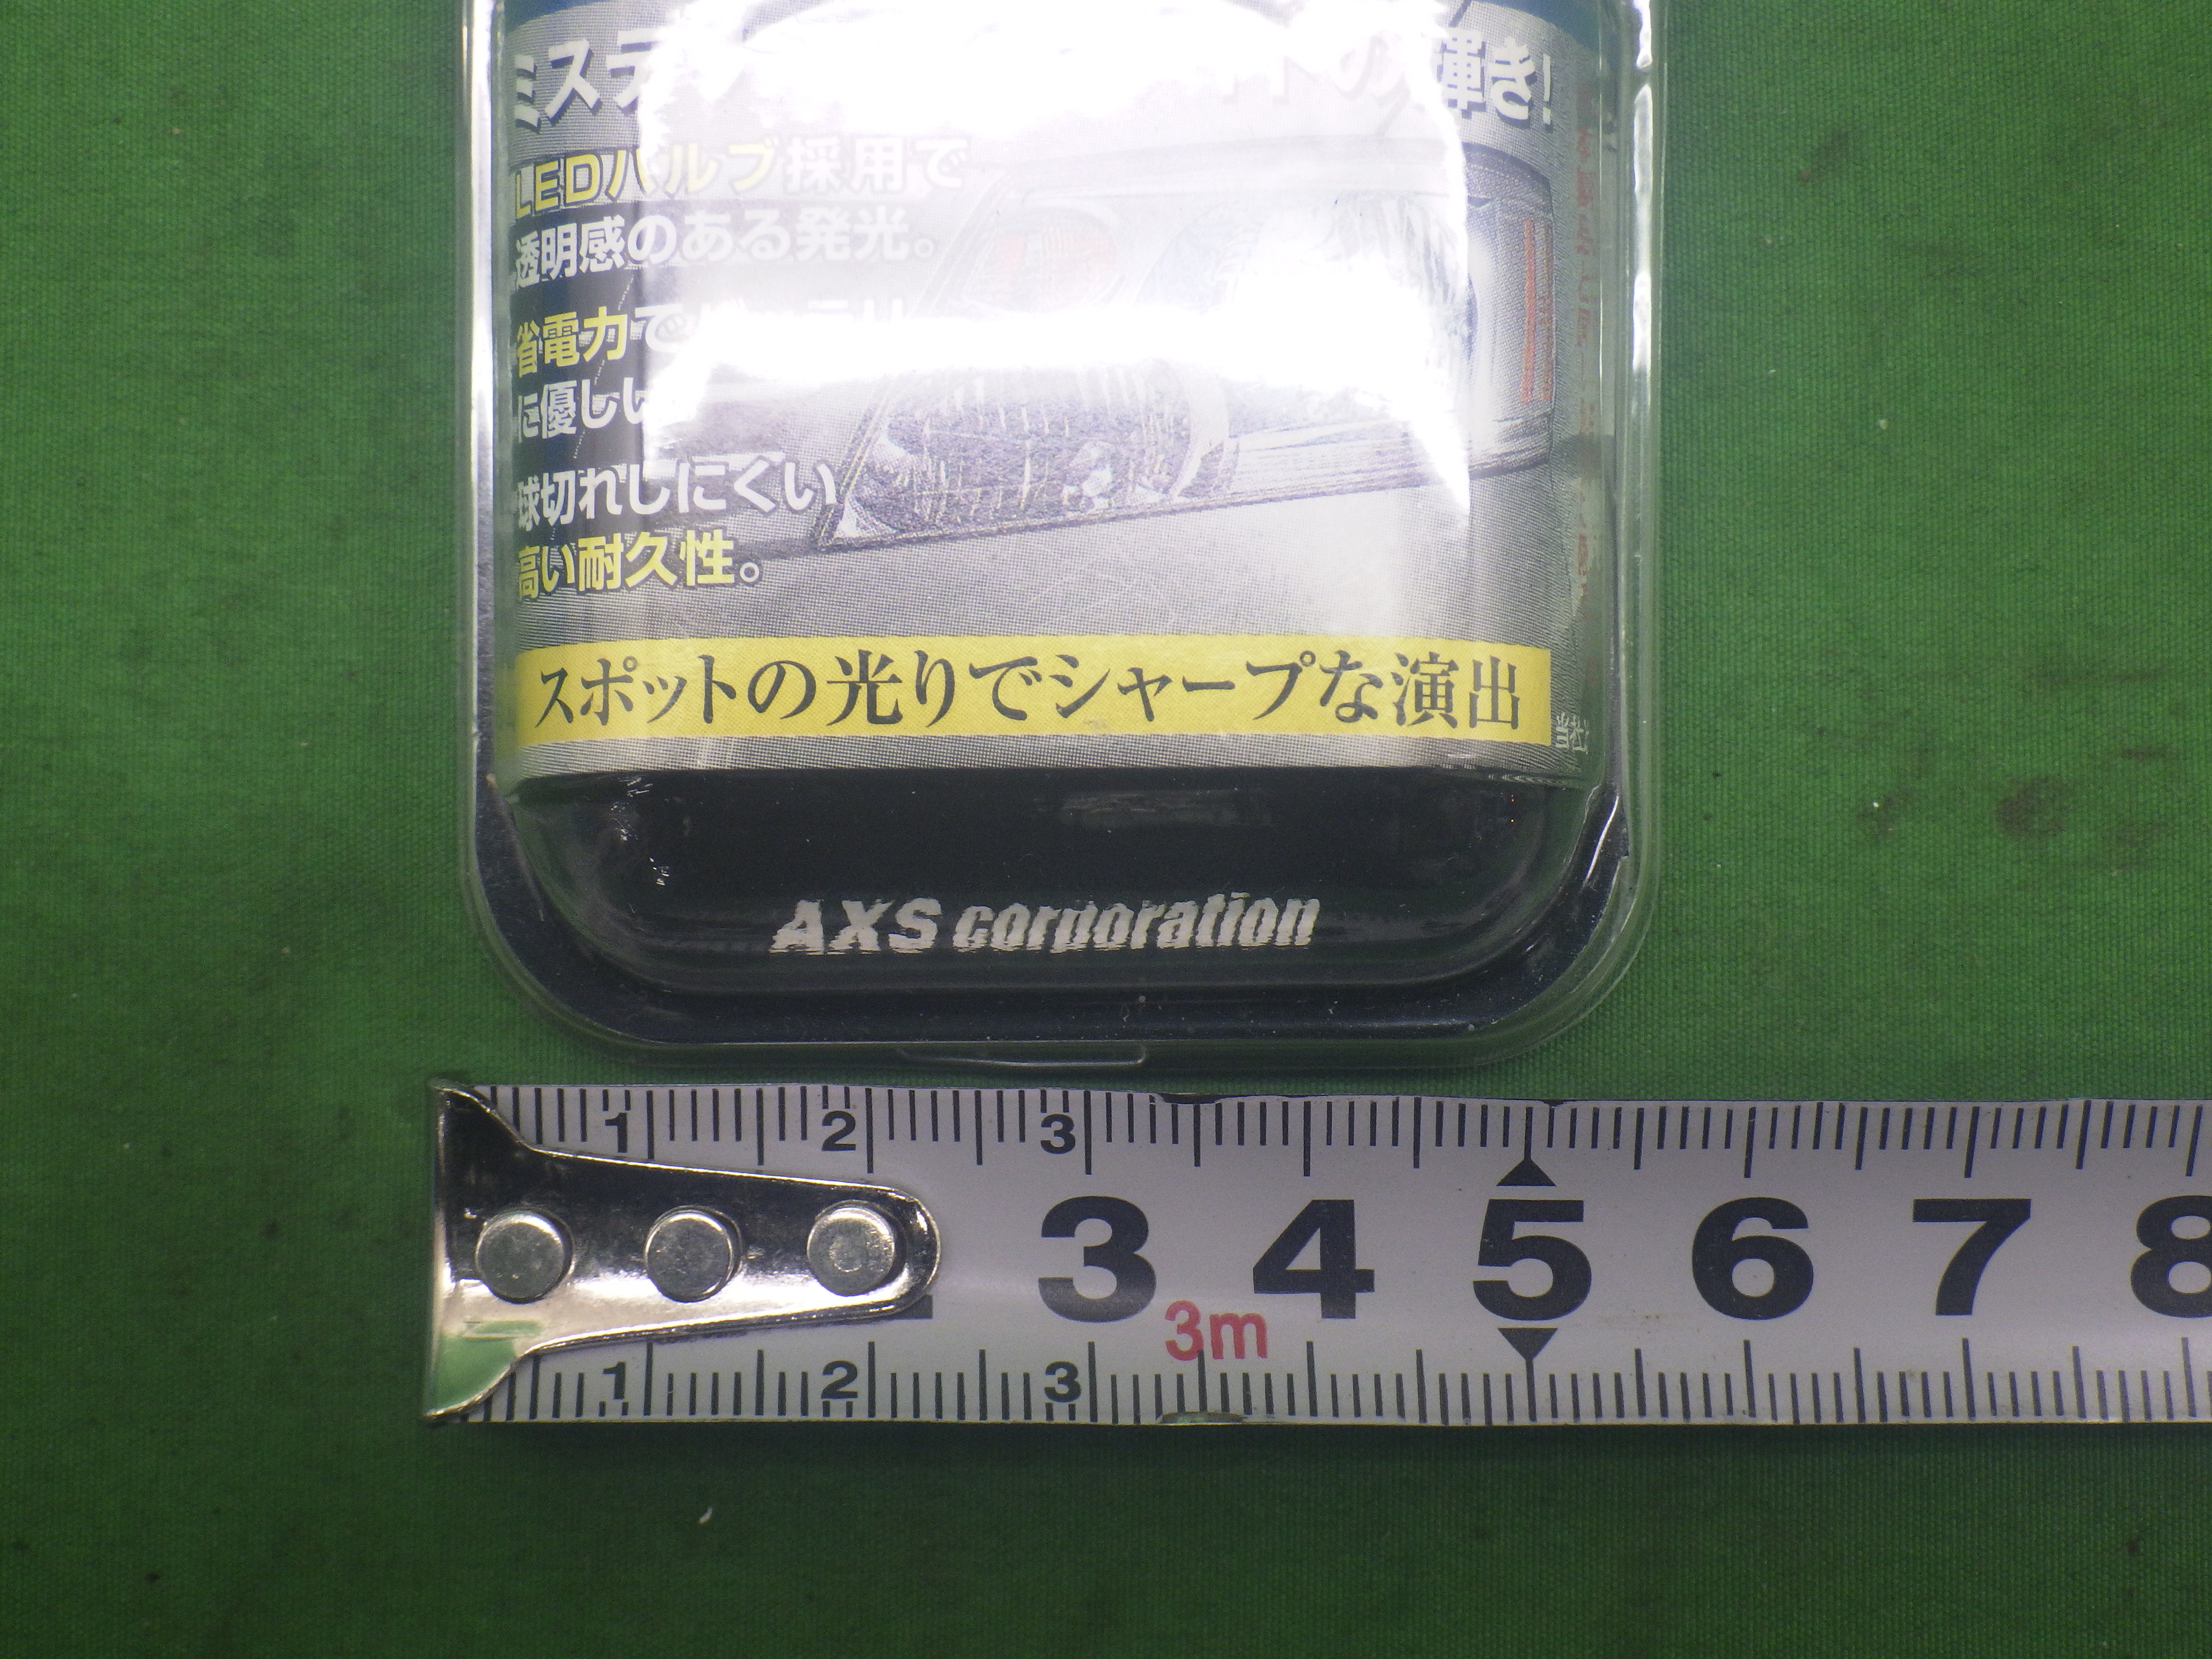 輝き!
LEDバルブ採用で
透明感のある発光。
省電力で
に優しい
球切れしにくい
高い耐久性。
スポットの光りでシャープな演出
AXS corporation
1 2 3
3 4 5 6 7 8
3m
1 2 3